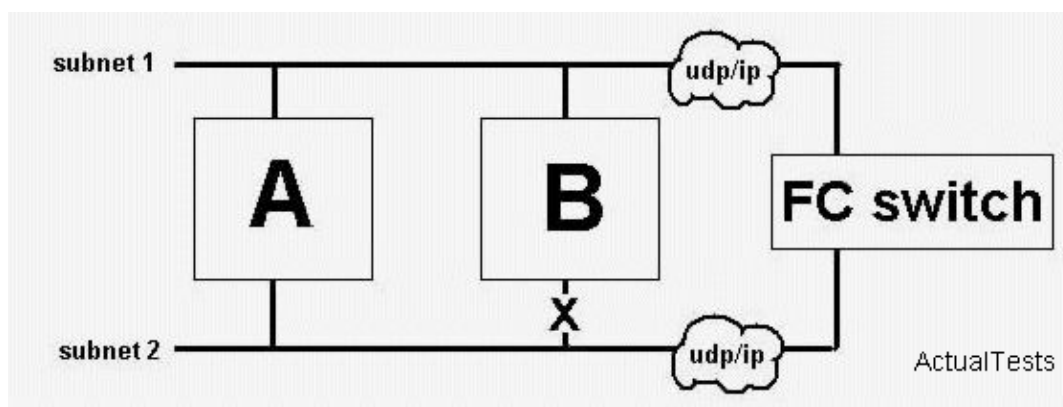 subnet 1
udp/ip
A
B
FC switch
X
subnet 2
udp/ip
ActualTests